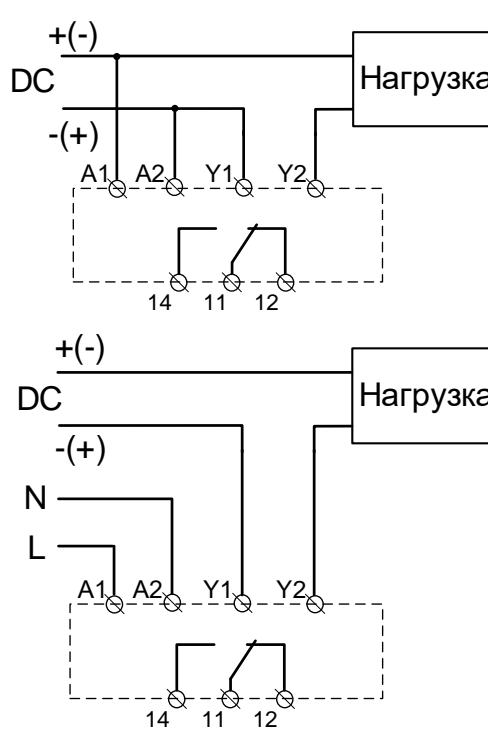 +(-)
DC
Нагрузка
-(+)
A1 A2 Y1 Y2
14 11 12
+(-)
DC
Нагрузка
-(+)
N
L
A1 A2 Y1 Y2
14 11 12